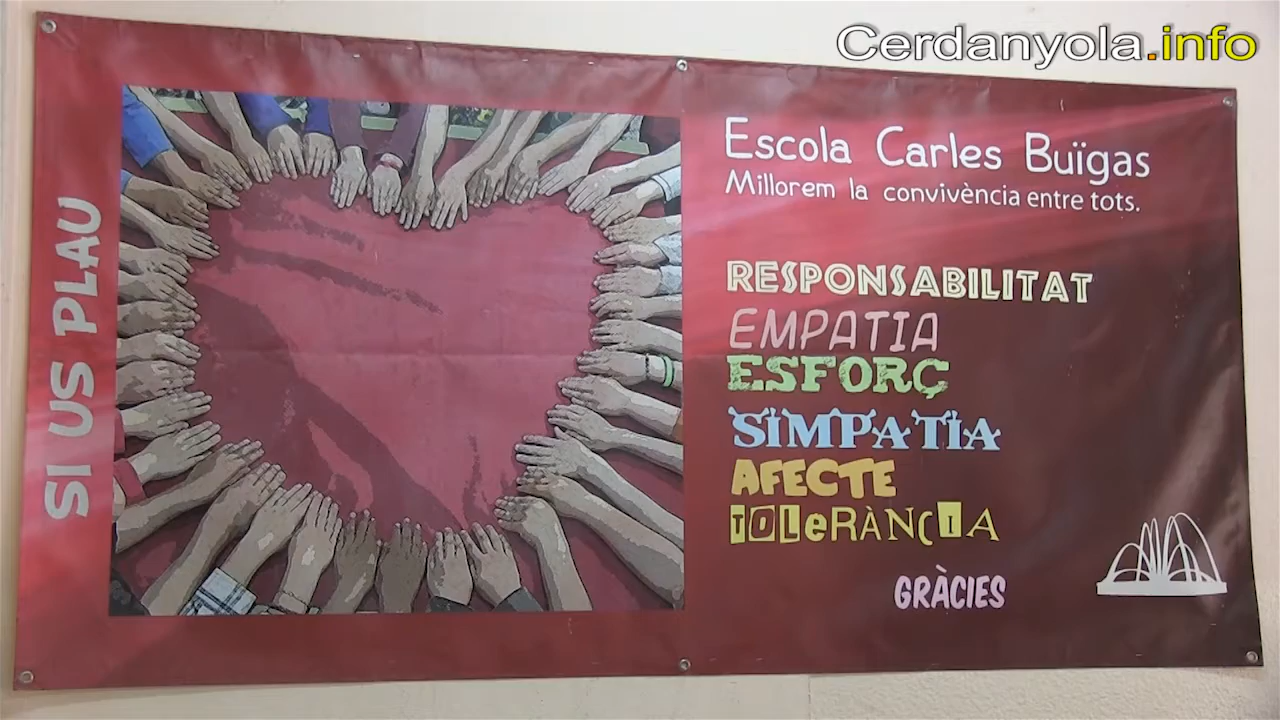 Cerdanyola.info
SI US PLAU
Escola Carles Buïgas
Millorem la convivència entre tots.
RESPONSABILITAT
EMPATIA
ESFORÇ
SIMPATIA
AFECTE
TOLeRÀNCIA
GRÀCIES